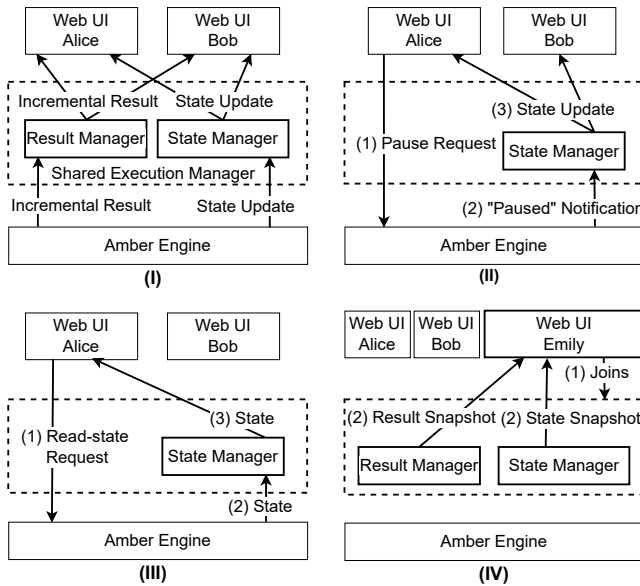 Web UI
Alice
Web UI
Bob
Incremental Result
State Update
Result Manager
State Manager
Shared Execution Manager
Incremental Result
State Update
Amber Engine
(I)
Web UI
Alice
Web UI
Bob
(3) State Update
(1) Pause Request
State Manager
(2) "Paused" Notification
Amber Engine
(II)
Web UI
Alice
Web UI
Bob
(3) State
(1) Read-state
Request
State Manager
(2) State
Amber Engine
(III)
Web UI
Alice
Web UI
Bob
Web UI
Emily
(1) Joins
(2) Result Snapshot
(2) State Snapshot
Result Manager
State Manager
Amber Engine
(IV)